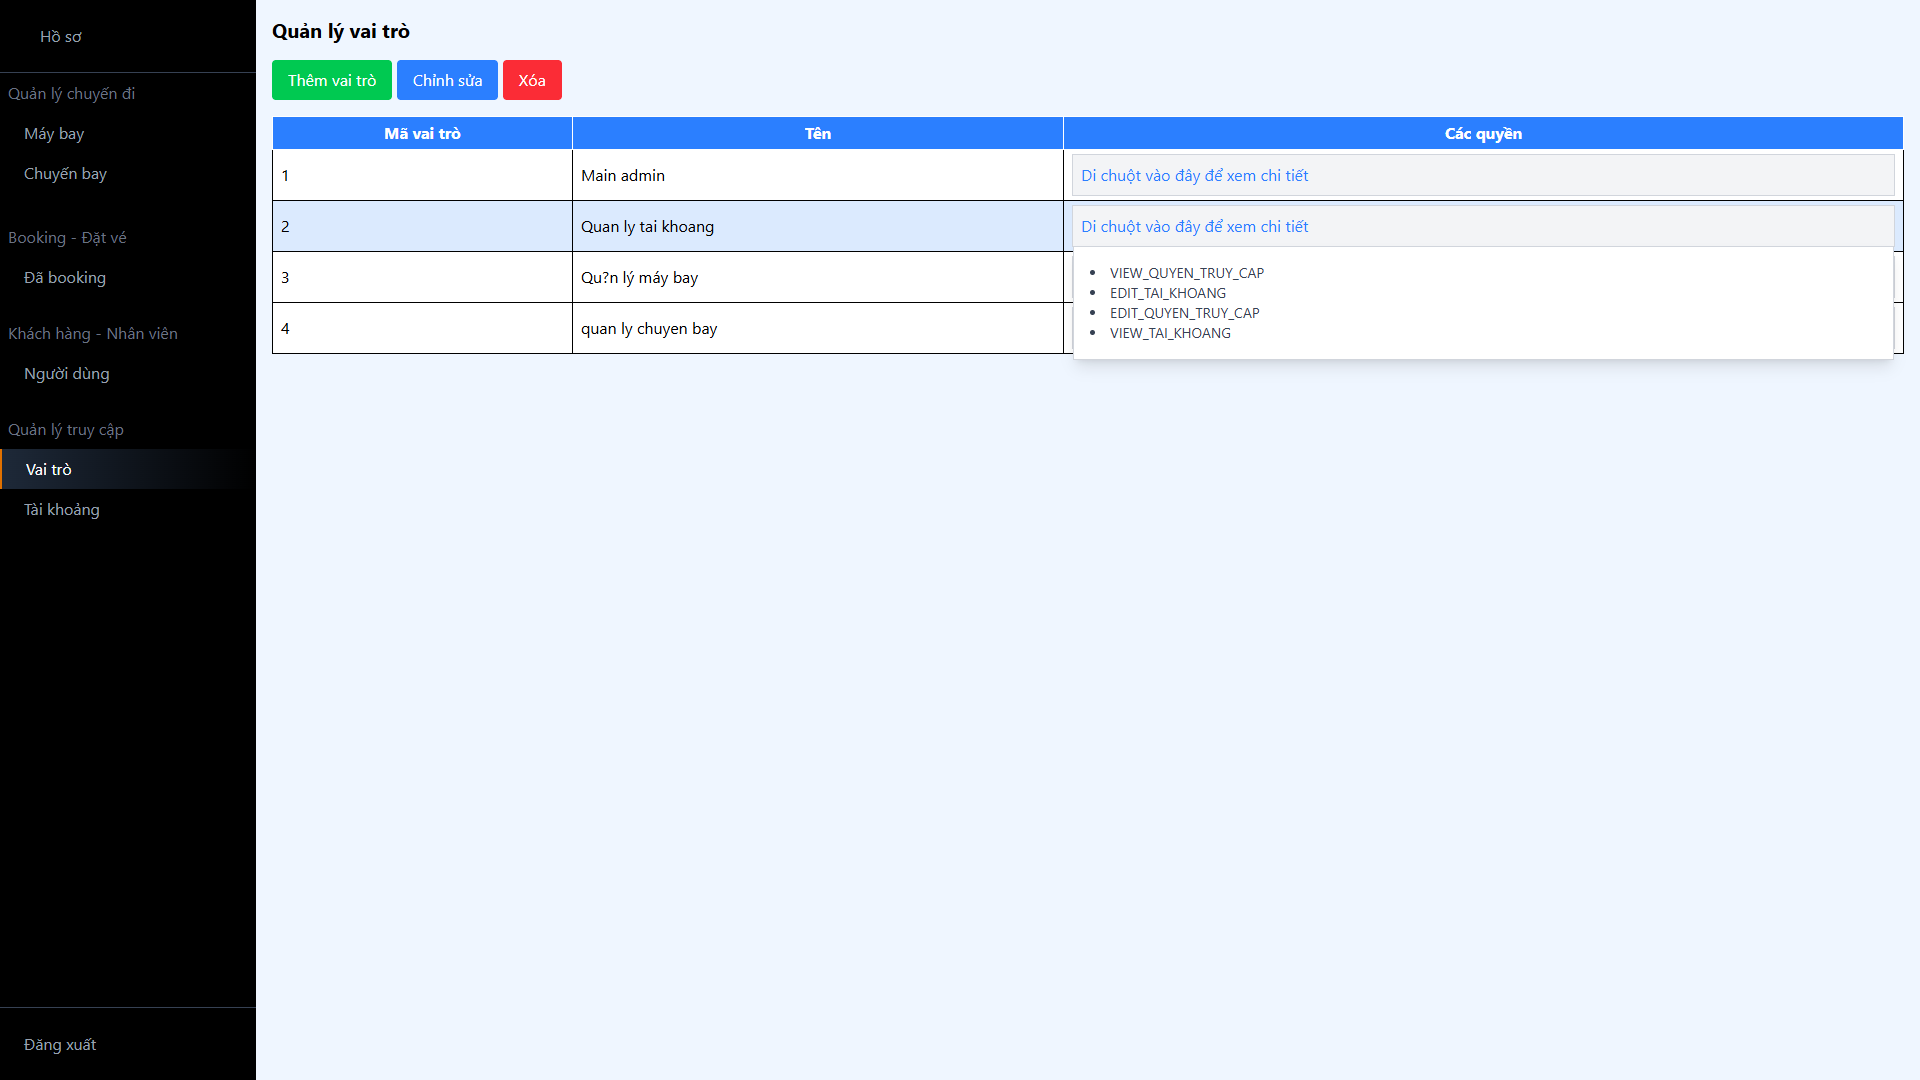 Hồ sơ
Quản lý chuyến đi
Máy bay
Chuyến bay
Booking - Đặt vé
Đã booking
Khách hàng - Nhân viên
Người dùng
Quản lý truy cập
Vai trò
Tài khoảng
Đăng xuất
Quản lý vai trò
Thêm vai trò Chỉnh sửa Xóa
Mã vai trò Tên Các quyền
1 Main admin Di chuột vào đây để xem chi tiết
2 Quan ly tai khoang Di chuột vào đây để xem chi tiết
3 Qu?n lý máy bay
4 quan ly chuyen bay
• VIEW_QUYEN_TRUY_CAP
• EDIT_TAI_KHOANG
• EDIT_QUYEN_TRUY_CAP
• VIEW_TAI_KHOANG